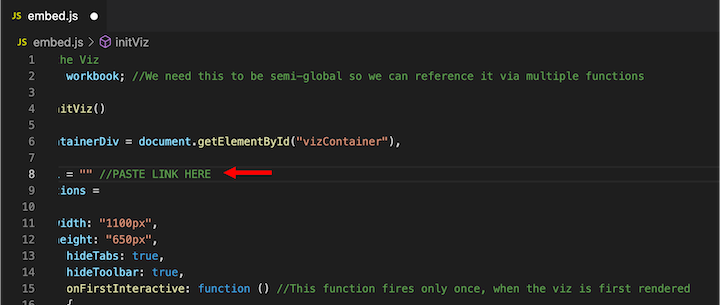 JS embed.js
JS embed.js > initViz
1 he Viz
2 workbook; //We need this to be semi-global so we can reference it via multiple functions
3
4 nitViz()
5
6 ntainerDiv = document.getElementById("vizContainer"),
7
8 = "" //PASTE LINK HERE
9 tions =
10
11 width: "1100px",
12 height: "650px",
13 hideTabs: true,
14 hideToolbar: true,
15 onFirstInteractive: function () //This function fires only once, when the viz is first rendered
16 {